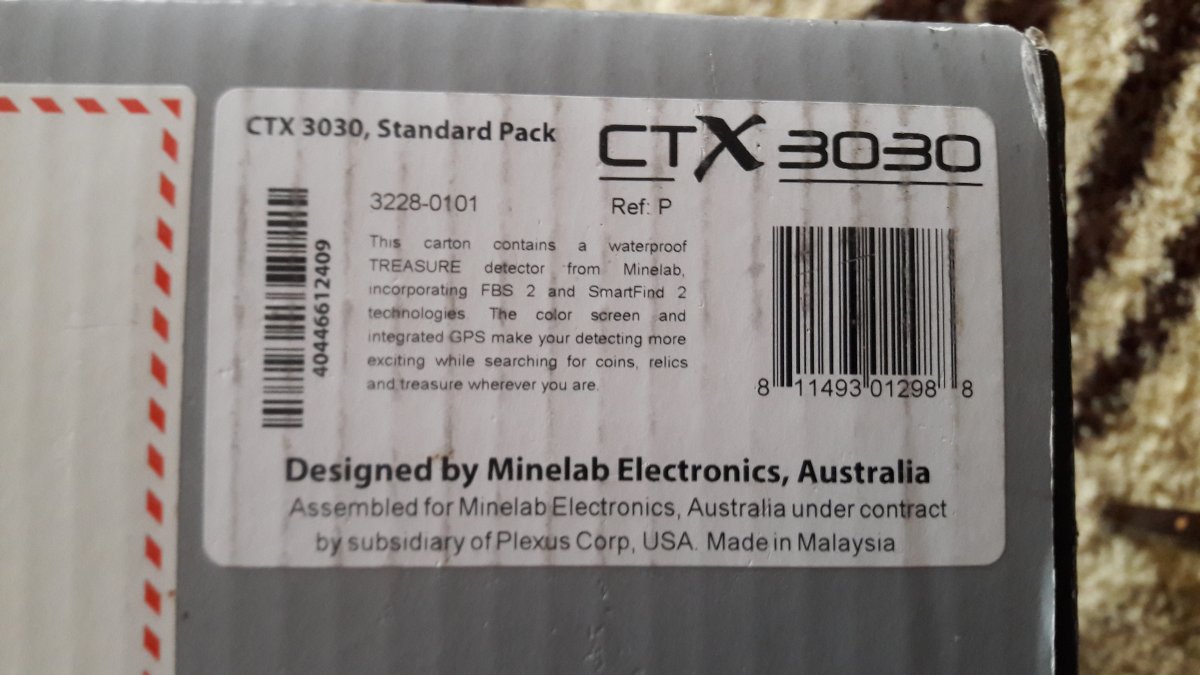 CTX 3030, Standard Pack
CTX 3030
3228-0101
Ref: P
40446612409
This carton contains a waterproof
TREASURE detector from Minelab,
incorporating FBS 2 and SmartFind 2
technologies The color screen and
integrated GPS make your detecting more
exciting while searching for coins, relics
and treasure wherever you are.
8 11493 01298 8
Designed by Minelab Electronics, Australia
Assembled for Minelab Electronics, Australia under contract
by subsidiary of Plexus Corp, USA. Made in Malaysia